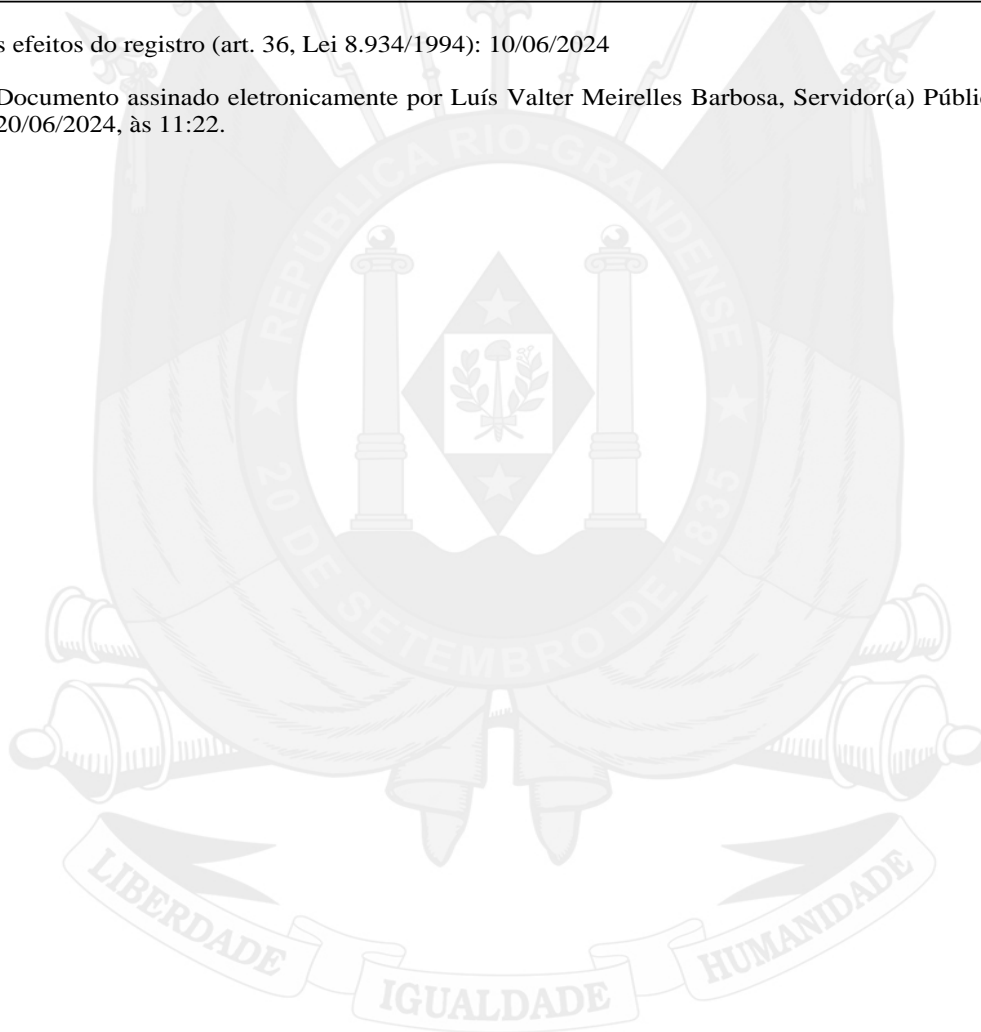 s efeitos do registro (art. 36, Lei 8.934/1994): 10/06/2024
Documento assinado eletronicamente por Luís Valter Meirelles Barbosa, Servidor(a) Públic
20/06/2024, às 11:22.
REPÚBLICA RIO-GRANDENSE
20 DE SETEMBRO DE 1835
LIBERDADE
IGUALDADE
HUMANIDADE